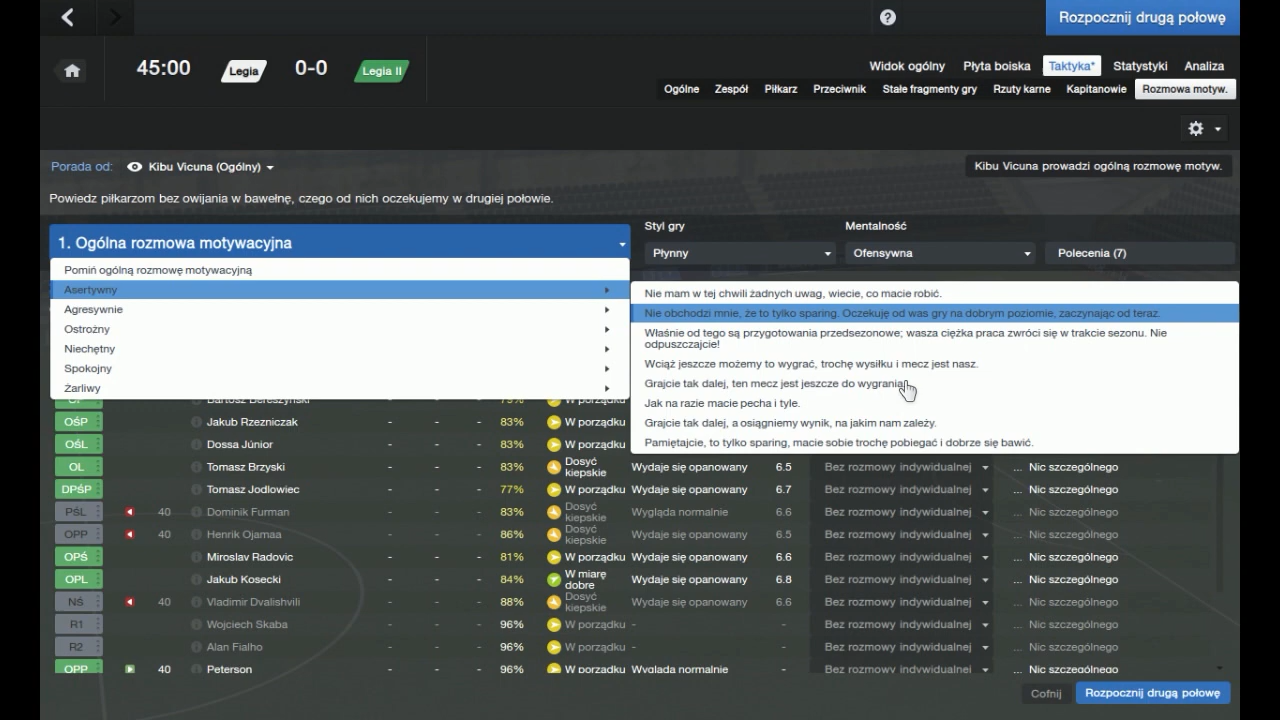 ?
Rozpocznij drugą połowę
45:00
Legia
0-0
Legia II
Widok ogólny
Płyta boiska
Taktyka*
Statystyki
Analiza
Ogólne
Zespół
Piłkarz
Przeciwnik
Stałe fragmenty gry
Rzuty karne
Kapitanowie
Rozmowa motyw.
Porada od:
Kibu Vicuna (Ogólny)
Kibu Vicuna prowadzi ogólną rozmowę motyw.
Powiedz piłkarzom bez owijania w bawełnę, czego od nich oczekujemy w drugiej połowie.
1. Ogólna rozmowa motywacyjna
Styl gry
Płynny
Mentalność
Ofensywna
Polecenia (7)
Pomiń ogólną rozmowę motywacyjną
Asertywny
Agresywnie
Ostrożny
Niechętny
Spokojny
Żarliwy
Nie mam w tej chwili żadnych uwag, wiecie, co macie robić.
Nie obchodzi mnie, że to tylko sparing. Oczekuję od was gry na dobrym poziomie, zaczynając od teraz.
Właśnie od tego są przygotowania przedsezonowe; wasza ciężka praca zwróci się w trakcie sezonu. Nie
odpuszczajcie!
Wciąż jeszcze możemy to wygrać, trochę wysiłku i mecz jest nasz.
Grajcie tak dalej, ten mecz jest jeszcze do wygrania.
Jak na razie macie pecha i tyle.
Grajcie tak dalej, a osiągniemy wynik, na jakim nam zależy.
Pamiętajcie, to tylko sparing, macie sobie trochę pobiegać i dobrze się bawić.
OP Bartosz Bereszynski - - - 79% W porządku
OŚP Jakub Rzezniczak - - - 83% W porządku
OŚL Dossa Júnior - - - 83% W porządku
OL Tomasz Brzyski - - - 83% Dosyć kiepskie Wydaje się opanowany 6.5 Bez rozmowy indywidualnej ... Nic szczególnego
DPŚP Tomasz Jodlowiec - - - 77% W porządku Wydaje się opanowany 6.7 Bez rozmowy indywidualnej ... Nic szczególnego
PŚL 40 Dominik Furman - - - 83% Dosyć kiepskie Wygląda normalnie 6.6 Bez rozmowy indywidualnej ... Nic szczególnego
OPP 40 Henrik Ojamaa - - - 86% Dosyć kiepskie Wydaje się opanowany 6.5 Bez rozmowy indywidualnej ... Nic szczególnego
OPŚ Miroslav Radovic - - - 81% W porządku Wydaje się opanowany 6.6 Bez rozmowy indywidualnej ... Nic szczególnego
OPL Jakub Kosecki - - - 84% W miarę dobre Wydaje się opanowany 6.8 Bez rozmowy indywidualnej ... Nic szczególnego
NŚ 40 Vladimir Dvalishvili - - - 88% Dosyć kiepskie Wydaje się opanowany 6.6 Bez rozmowy indywidualnej ... Nic szczególnego
R1 Wojciech Skaba - - - 96% W porządku - - Bez rozmowy indywidualnej ... Nic szczególnego
R2 Alan Fialho - - - 96% W porządku - - Bez rozmowy indywidualnej ... Nic szczególnego
OPP 40 Peterson - - - 96% W porządku Wygląda normalnie - Bez rozmowy indywidualnej ... Nic szczególnego
Cofnij
Rozpocznij drugą połowę